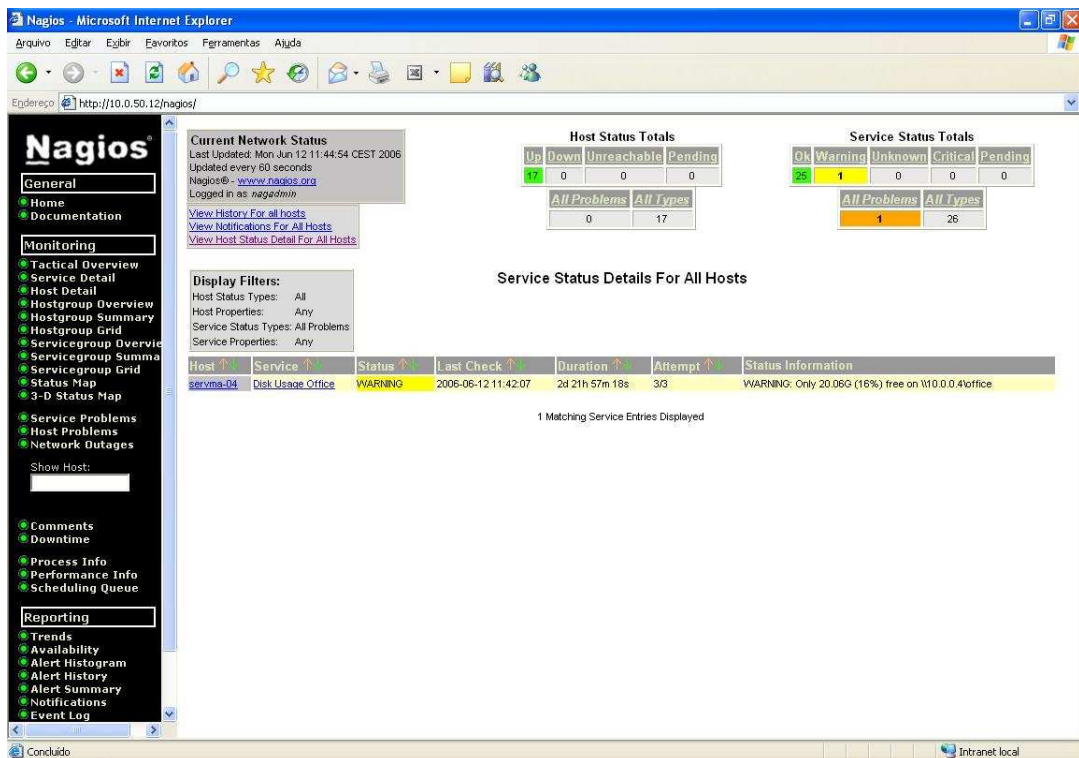 Nagios - Microsoft Internet Explorer
Arquivo Editar Exibir Favoritos Ferramentas Ajuda
Endereço http://10.0.50.12/nagios/
Nagios®
General
Home
Documentation
Monitoring
Tactical Overview
Service Detail
Host Detail
Hostgroup Overview
Hostgroup Summary
Hostgroup Grid
Servicegroup Overvie
Servicegroup Summa
Servicegroup Grid
Status Map
3-D Status Map
Service Problems
Host Problems
Network Outages
Show Host:
Comments
Downtime
Process Info
Performance Info
Scheduling Queue
Reporting
Trends
Availability
Alert Histogram
Alert History
Alert Summary
Notifications
Event Log
Current Network Status
Last Updated: Mon Jun 12 11:44:54 CEST 2006
Updated every 60 seconds
Nagios® - www.nagios.org
Logged in as nagadmin
View History For all hosts
View Notifications For All Hosts
View Host Status Detail For All Hosts
Host Status Totals
Up Down Unreachable Pending
17 0 0 0
All Problems All Types
0 17
Service Status Totals
Ok Warning Unknown Critical Pending
25 1 0 0 0
All Problems All Types
1 26
Display Filters:
Host Status Types: All
Host Properties: Any
Service Status Types: All Problems
Service Properties: Any
Service Status Details For All Hosts
Host Service Status Last Check Duration Attempt Status Information
servma-04 Disk Usage Office WARNING 2006-06-12 11:42:07 2d 21h 57m 18s 3/3 WARNING: Only 20.06G (16%) free on \\10.0.0.4\office
1 Matching Service Entries Displayed
Concluído
Intranet local